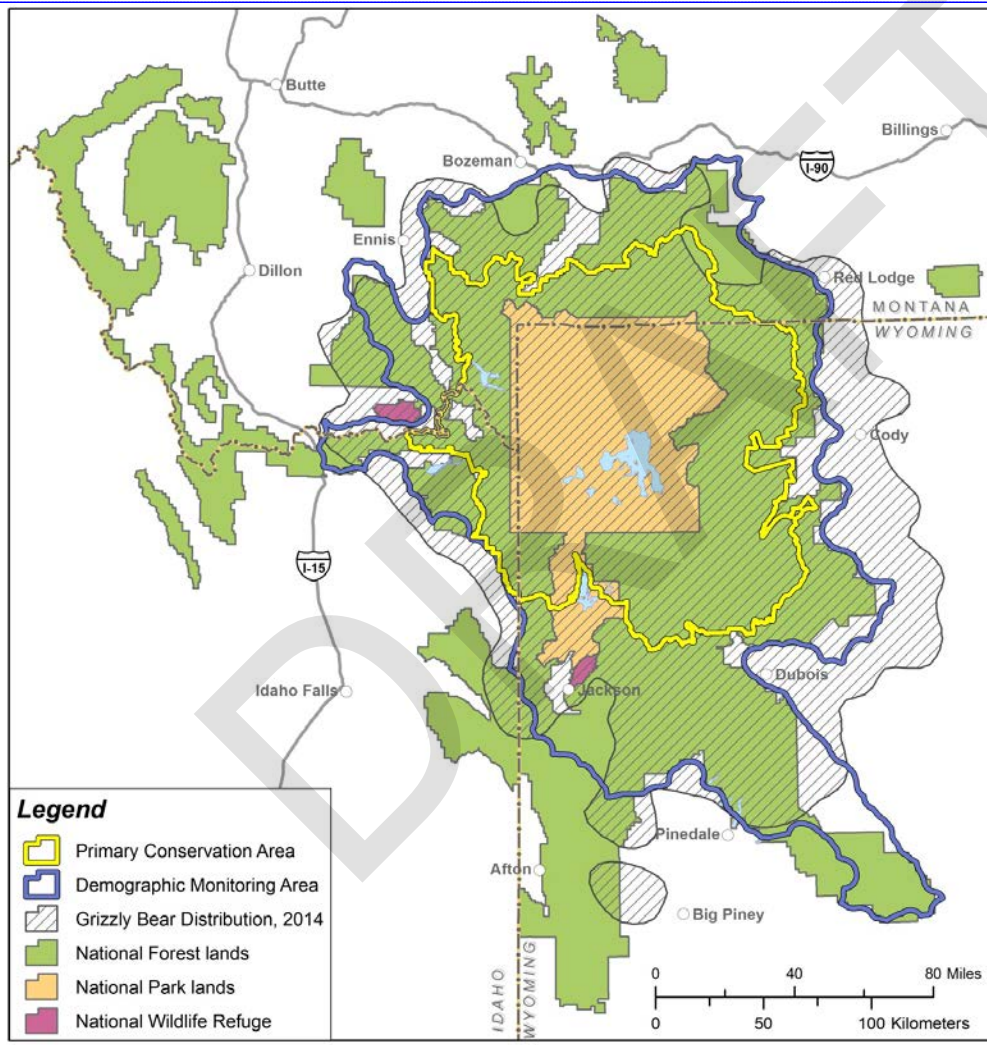 Butte
Billings
Bozeman
I-90
Ennis
Dillon
Red Lodge
MONTANA
WYOMING
Cody
I-15
Idaho Falls
Jackson
Dubois
Pinedale
Afton
Big Piney
IDAHO
WYOMING
Legend
Primary Conservation Area
Demographic Monitoring Area
Grizzly Bear Distribution, 2014
National Forest lands
National Park lands
National Wildlife Refuge
0 40 80 Miles
0 50 100 Kilometers
DRAFT